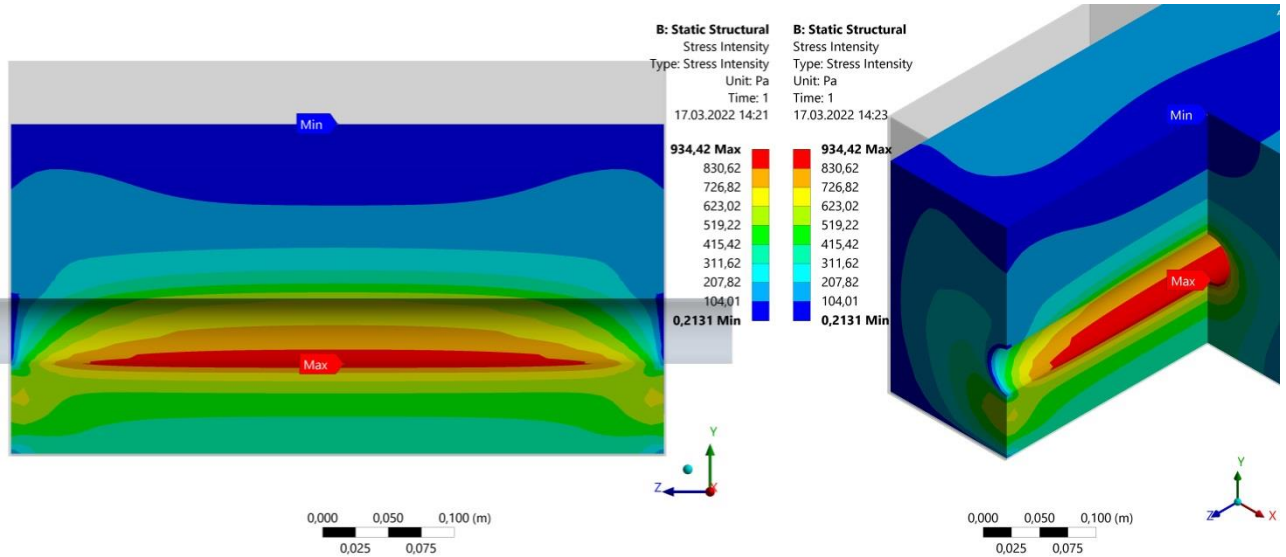 B: Static Structural
Stress Intensity
Type: Stress Intensity
Unit: Pa
Time: 1
17.03.2022 14:21
934,42 Max
830,62
726,82
623,02
519,22
415,42
311,62
207,82
104,01
0,2131 Min
B: Static Structural
Stress Intensity
Type: Stress Intensity
Unit: Pa
Time: 1
17.03.2022 14:23
934,42 Max
830,62
726,82
623,02
519,22
415,42
311,62
207,82
104,01
0,2131 Min
Min
Max
Y
Z
X
0,000 0,050 0,100 (m)
0,025 0,075
Min
Max
Y
Z
X
0,000 0,050 0,100 (m)
0,025 0,075